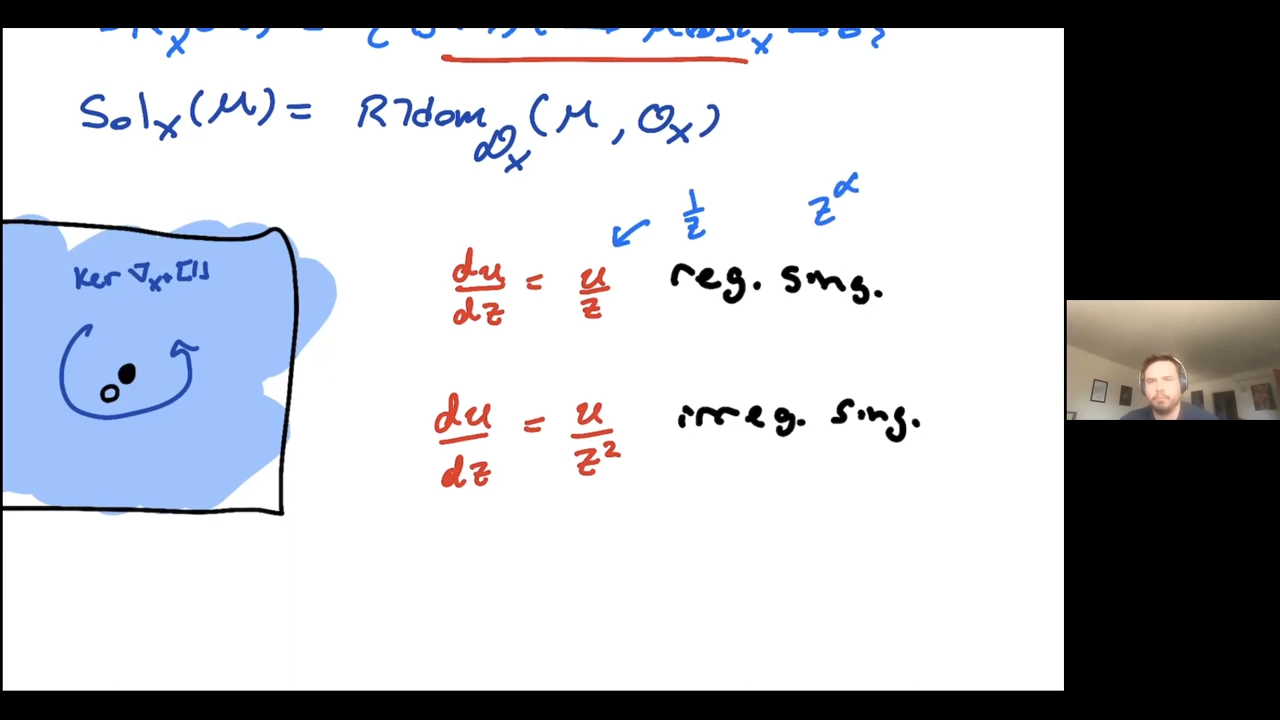 Sol_X(M) = RHom_{D_X}(M, O_X)
1/z z^α
du/dz = u/z reg. sing.
ker ∇_{X*}[1]
du/dz = u/z² irreg. sing.